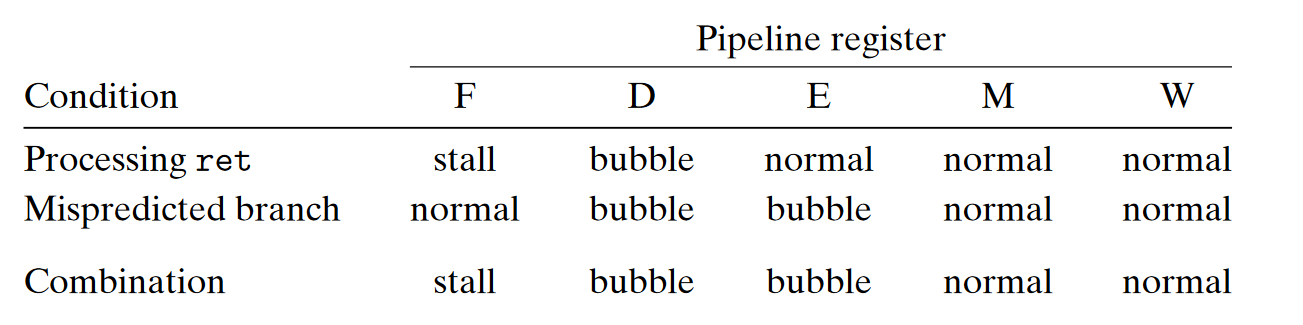 Pipeline register
Condition F D E M W
Processing ret stall bubble normal normal normal
Mispredicted branch normal bubble bubble normal normal
Combination stall bubble bubble normal normal